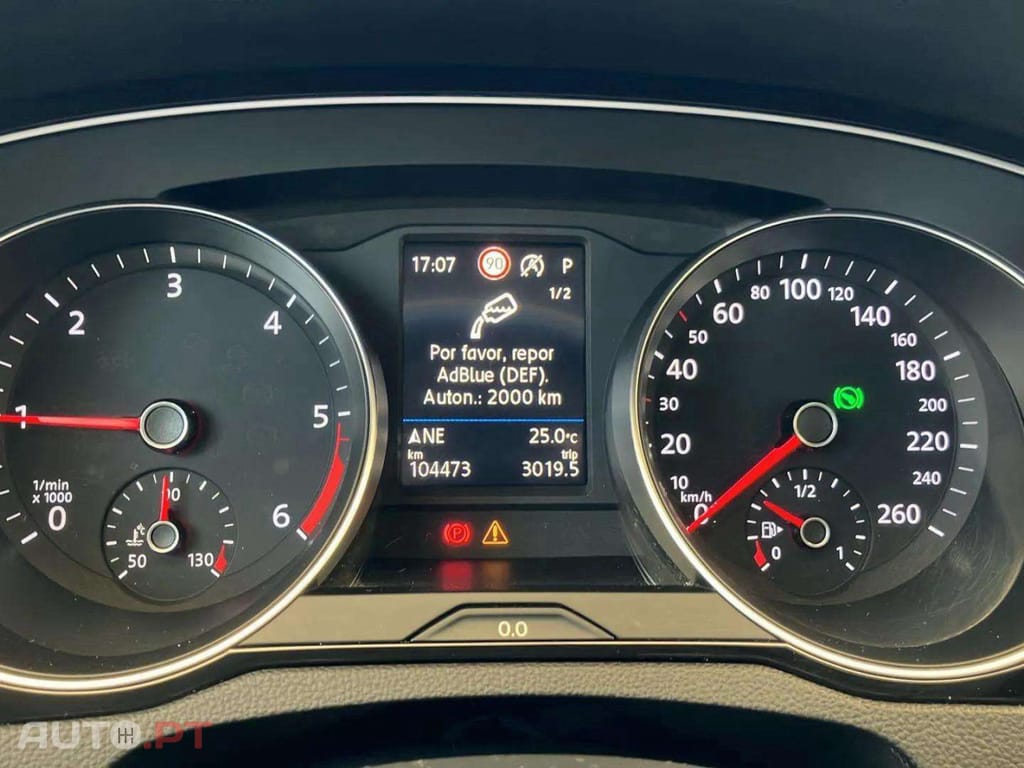 17:07 90 P
1/2
Por favor, repor
AdBlue (DEF).
Auton.: 2000 km
NE 25.0°c
km trip
104473 3019.5
0 1 2 3 4 5 6
1/min
x 1000
50 90 130
0 10 20 30 40 50 60 80 100 120 140 160 180 200 220 240 260
km/h
0 1/2 1
P
0.0
AUTO.PT